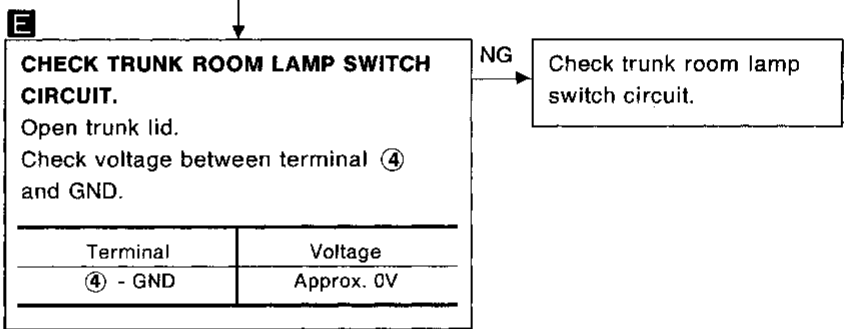 E
CHECK TRUNK ROOM LAMP SWITCH
CIRCUIT.
Open trunk lid.
Check voltage between terminal ④
and GND.
Terminal Voltage
④ - GND Approx. 0V
NG
Check trunk room lamp
switch circuit.